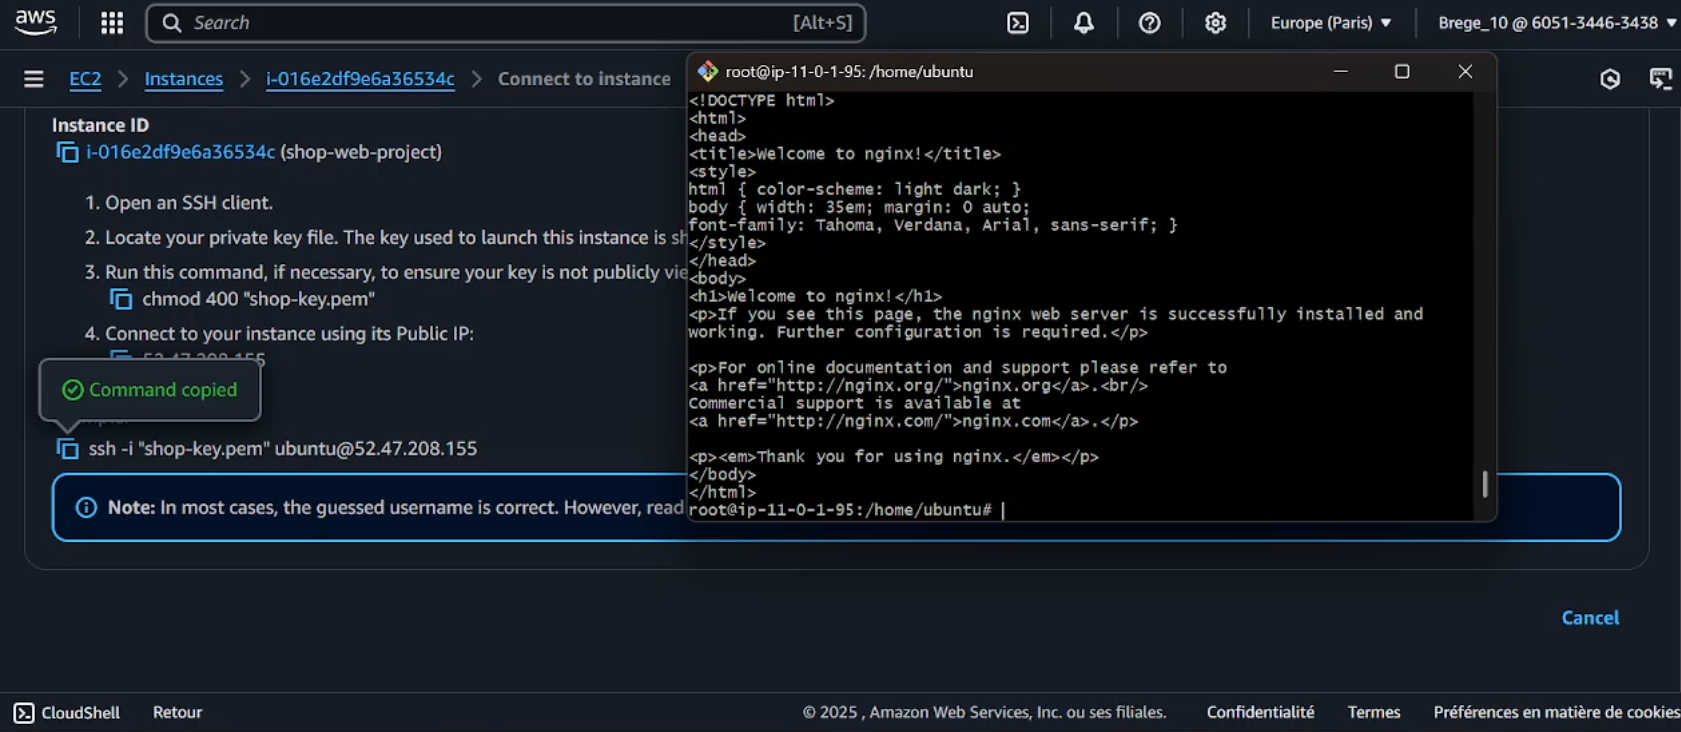 aws
Search [Alt+S]
Europe (Paris)
Brege_10 @ 6051-3446-3438
EC2 > Instances > i-016e2df9e6a36534c > Connect to instance
Instance ID
i-016e2df9e6a36534c (shop-web-project)
1. Open an SSH client.
2. Locate your private key file. The key used to launch this instance is
3. Run this command, if necessary, to ensure your key is not publicly
chmod 400 "shop-key.pem"
4. Connect to your instance using its Public IP:
52.47.208.155
Command copied
ssh -i "shop-key.pem" ubuntu@52.47.208.155
Note: In most cases, the guessed username is correct. However, read
root@ip-11-0-1-95: /home/ubuntu
<!DOCTYPE html>
<html>
<head>
<title>Welcome to nginx!</title>
<style>
html { color-scheme: light dark; }
body { width: 35em; margin: 0 auto;
font-family: Tahoma, Verdana, Arial, sans-serif; }
</style>
</head>
<body>
<h1>Welcome to nginx!</h1>
<p>If you see this page, the nginx web server is successfully installed and
working. Further configuration is required.</p>
<p>For online documentation and support please refer to
<a href="http://nginx.org/">nginx.org</a>.<br/>
Commercial support is available at
<a href="http://nginx.com/">nginx.com</a>.</p>
<p><em>Thank you for using nginx.</em></p>
</body>
</html>
root@ip-11-0-1-95:/home/ubuntu#
Cancel
CloudShell
Retour
© 2025 , Amazon Web Services, Inc. ou ses filiales.
Confidentialité
Termes
Préférences en matière de cookies